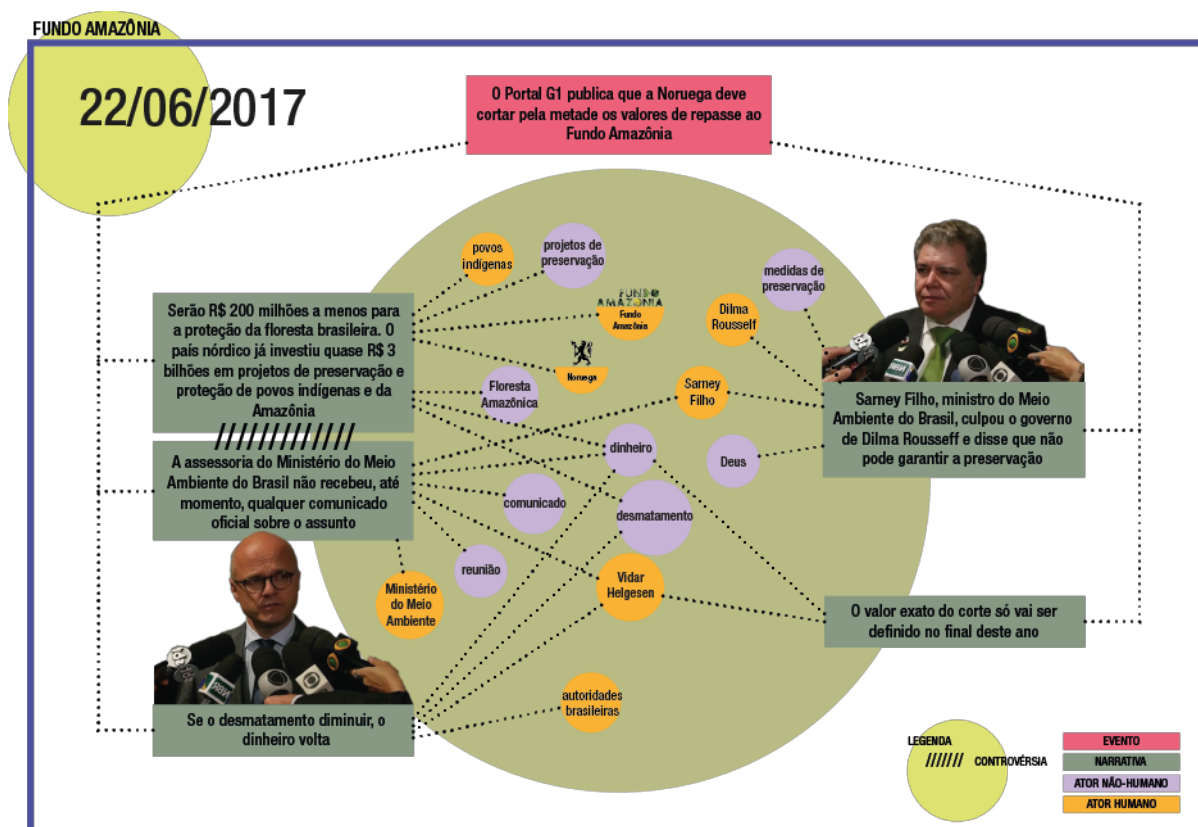 FUNDO AMAZÔNIA
22/06/2017
O Portal G1 publica que a Noruega deve
cortar pela metade os valores de repasse ao
Fundo Amazônia
povos
indígenas
projetos de
preservação
medidas de
preservação
FUNDO
AMAZÔNIA
Fundo
Amazônia
Dilma
Rousself
Noruega
Serão R$ 200 milhões a menos para
a proteção da floresta brasileira. O
país nórdico já investiu quase R$ 3
bilhões em projetos de preservação e
proteção de povos indígenas e da
Amazônia
Floresta
Amazônica
Sarney
Filho
Sarney Filho, ministro do Meio
Ambiente do Brasil, culpou o governo
de Dilma Rousseff e disse que não
pode garantir a preservação
A assessoria do Ministério do Meio
Ambiente do Brasil não recebeu, até
momento, qualquer comunicado
oficial sobre o assunto
dinheiro
Deus
comunicado
desmatamento
reunião
Vidar
Helgesen
Ministério
do Meio
Ambiente
O valor exato do corte só vai ser
definido no final deste ano
autoridades
brasileiras
Se o desmatamento diminuir, o
dinheiro volta
LEGENDA
CONTROVÉRSIA
EVENTO
NARRATIVA
ATOR NÃO-HUMANO
ATOR HUMANO